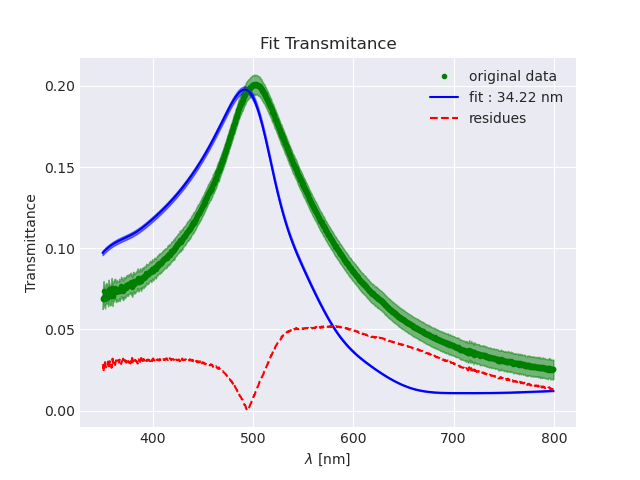 Fit Transmitance
original data
fit : 34.22 nm
residues
Transmittance
0.20
0.15
0.10
0.05
0.00
400 500 600 700 800
λ [nm]